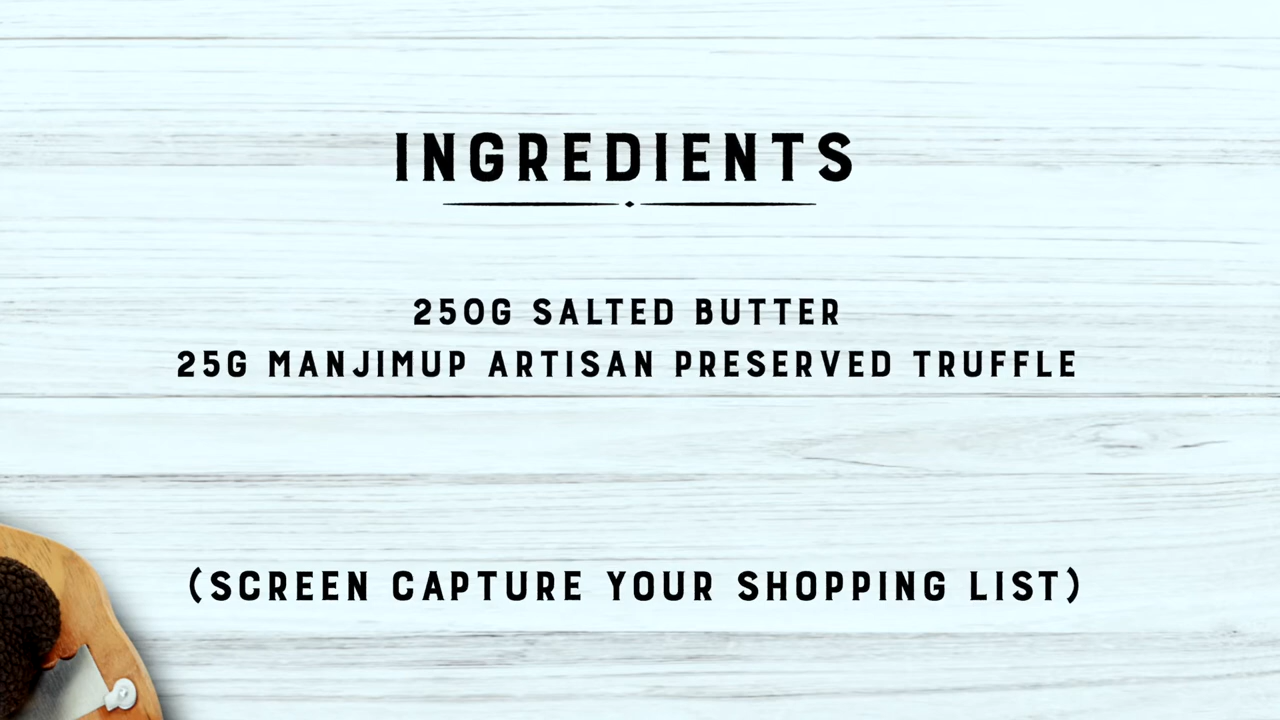 INGREDIENTS
250G SALTED BUTTER
25G MANJIMUP ARTISAN PRESERVED TRUFFLE
(SCREEN CAPTURE YOUR SHOPPING LIST)